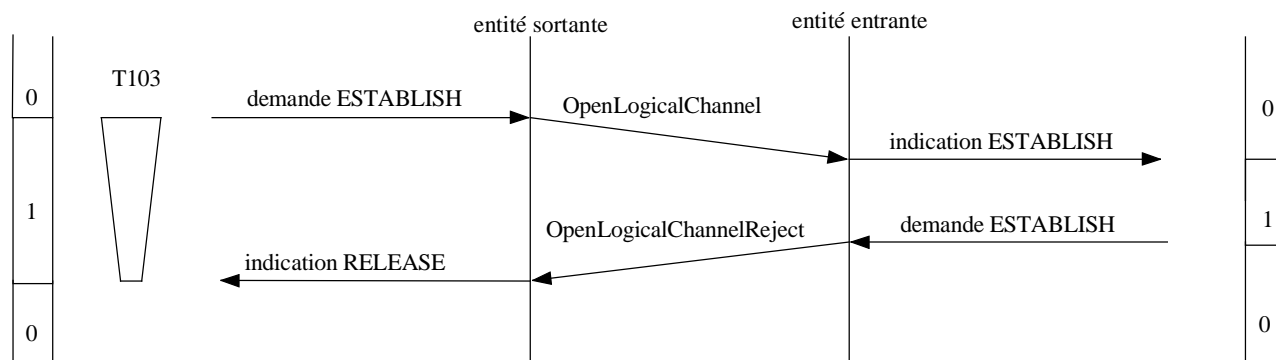 entité sortante
entité entrante
T103
0
demande ESTABLISH
OpenLogicalChannel
0
indication ESTABLISH
1
OpenLogicalChannelReject
demande ESTABLISH
1
indication RELEASE
0
0